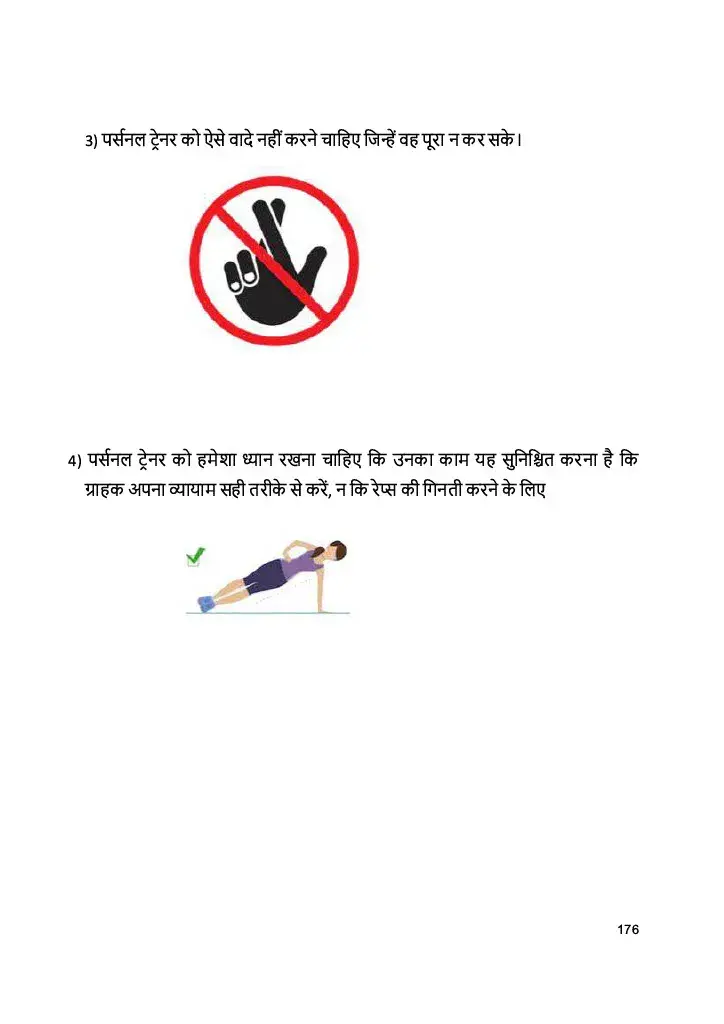 3) पर्सनल ट्रेनर को ऐसे वादे नहीं करने चाहिए जिन्हें वह पूरा न कर सके।
4) पर्सनल ट्रेनर को हमेशा ध्यान रखना चाहिए कि उनका काम यह सुनिश्चित करना है कि
ग्राहक अपना व्यायाम सही तरीके से करें, न कि रेप्स की गिनती करने के लिए
176